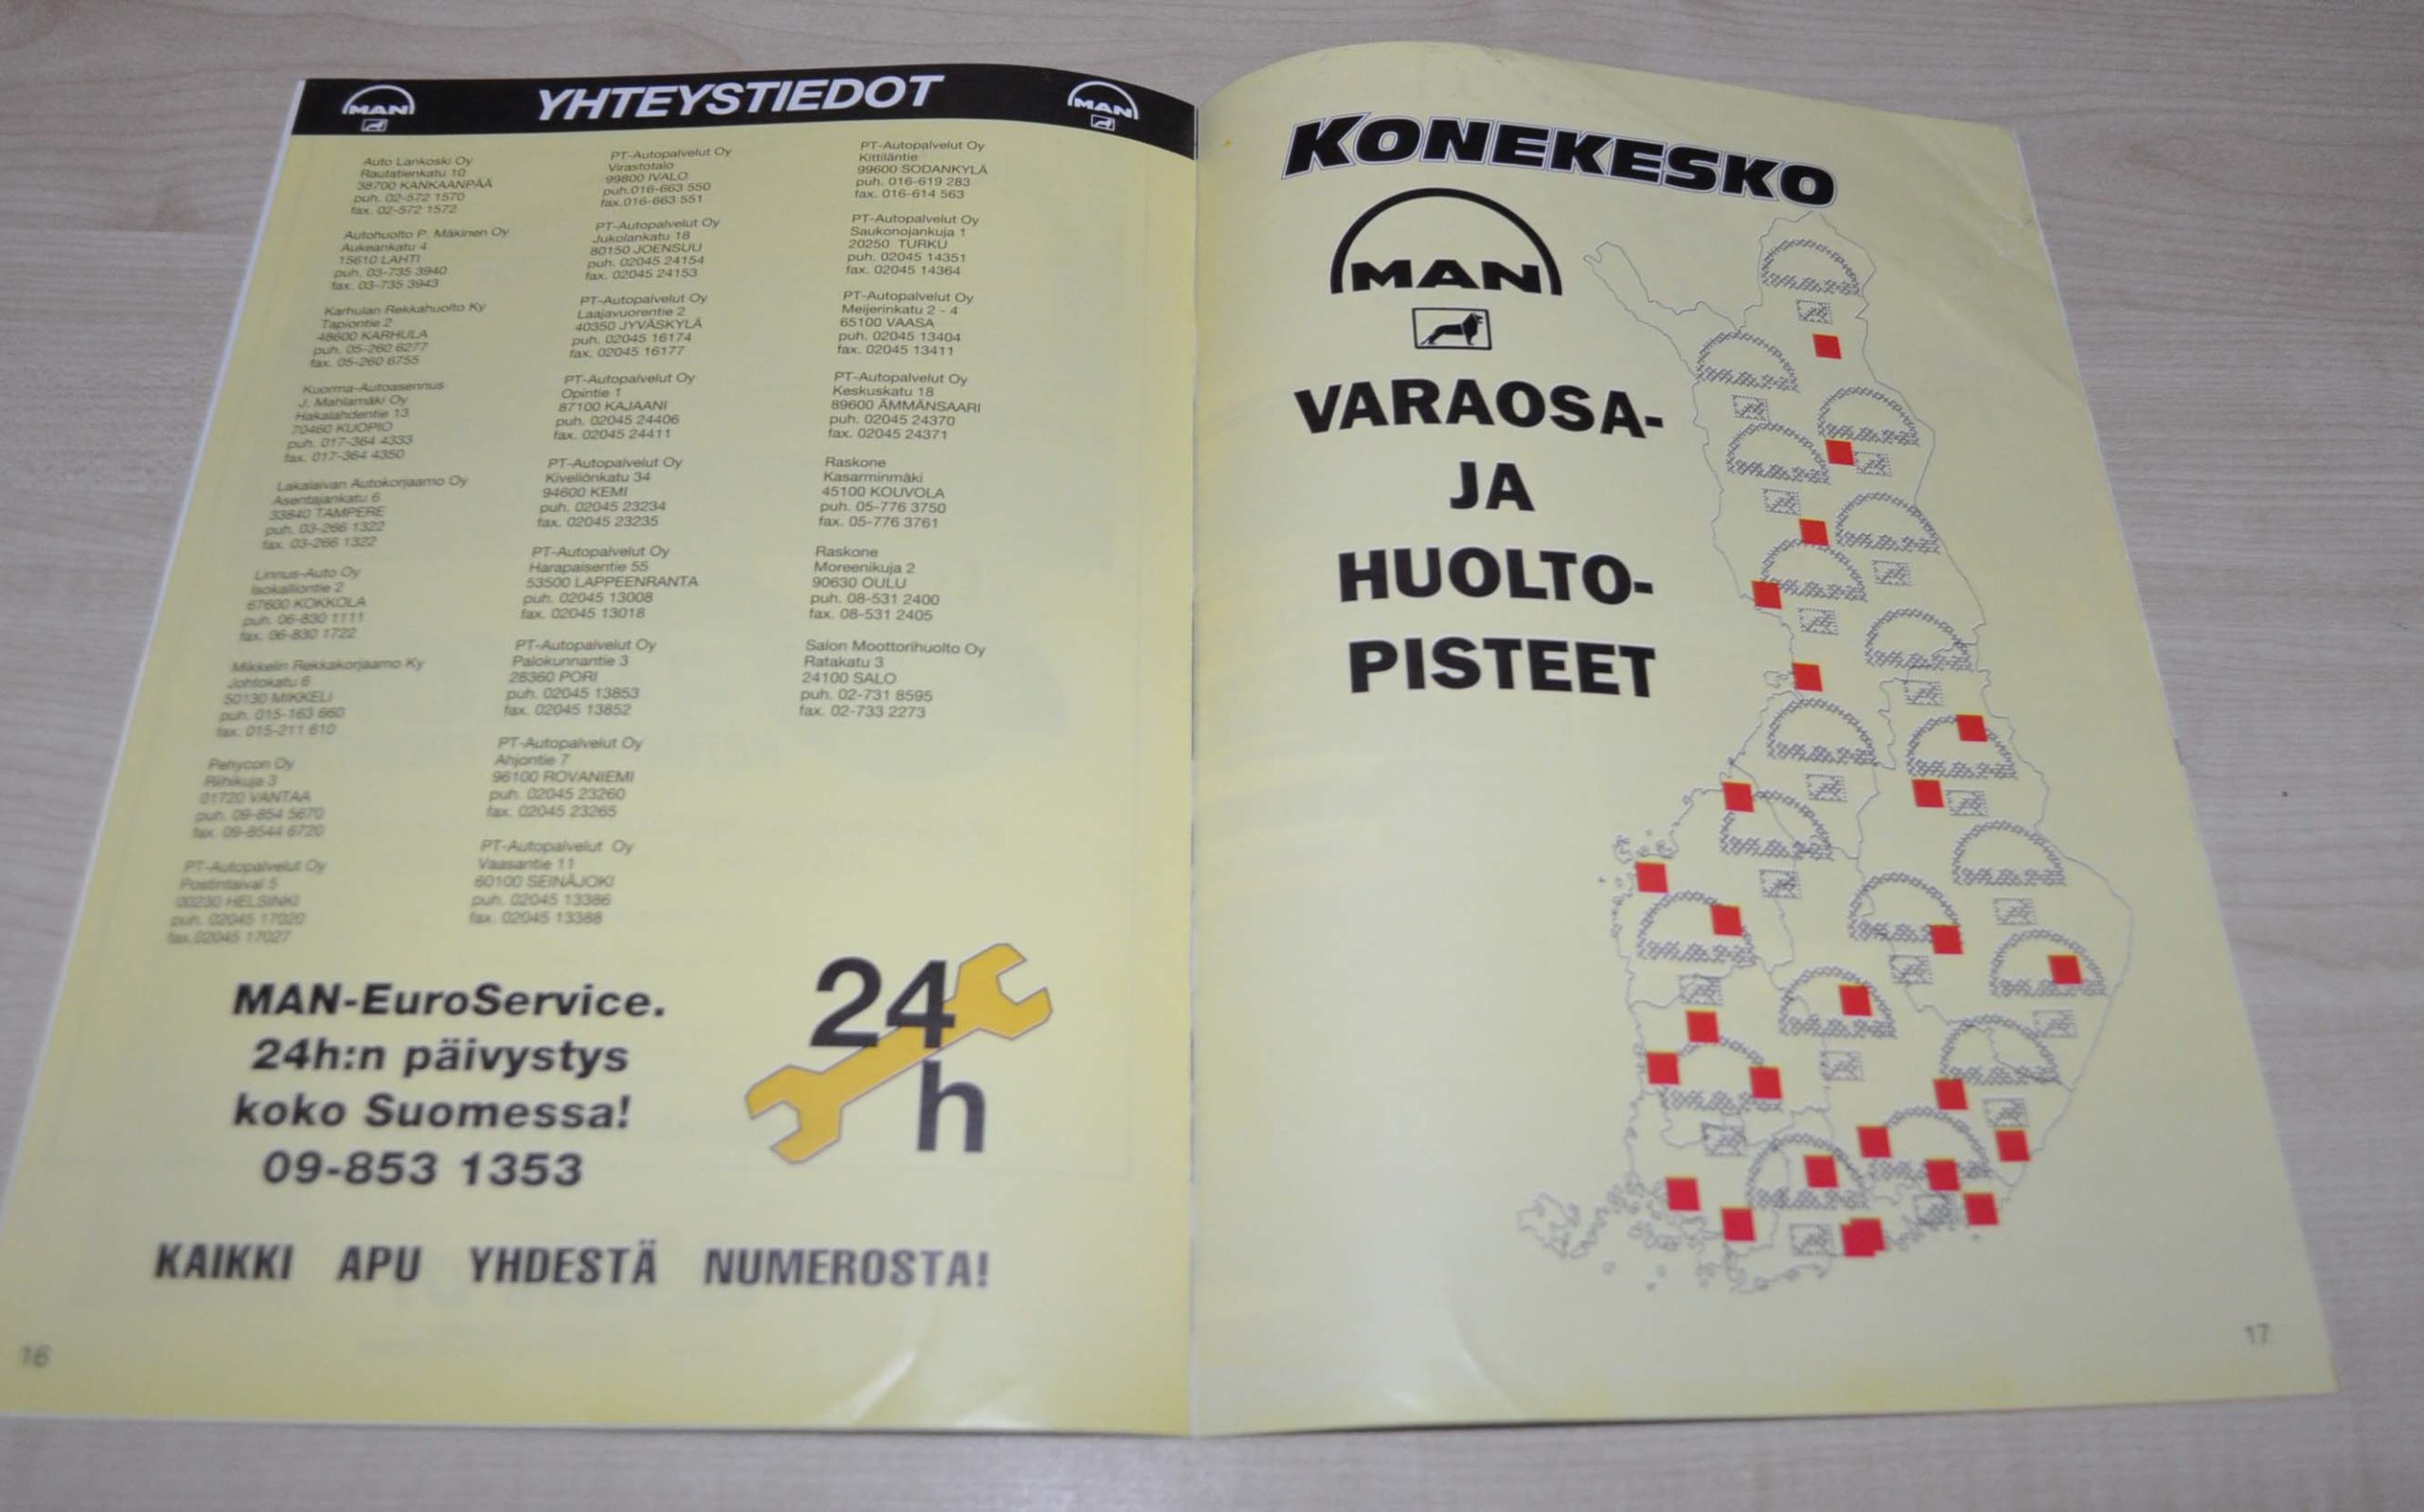 MAN
YHTEYSTIEDOT
MAN
Auto Lankoski Oy
Rautatienkatu 10
38700 KANKAANPÄÄ
puh. 02-572 1570
fax. 02-572 1572
Autohuolto P. Mäkinen Oy
Aukeankatu 4
15610 LAHTI
puh. 03-735 3940
fax. 03-735 3943
Karhulan Rekkahuolto Ky
Tapiontie 2
48600 KARHULA
puh. 05-260 6277
fax. 05-260 6755
Kuorma-Autoasennus
J. Mahlamäki Oy
Hakalahdentie 13
70460 KUOPIO
puh. 017-364 4333
fax. 017-364 4350
Lakalaivan Autokorjaamo Oy
Asentajankatu 6
33840 TAMPERE
puh. 03-266 1322
fax. 03-266 1322
Linnus-Auto Oy
Isokalliontie 2
67600 KOKKOLA
puh. 06-830 1111
fax. 06-830 1722
Mikkelin Rekkakorjaamo Ky
Johtokatu 6
50130 MIKKELI
puh. 015-163 660
fax. 015-211 610
Pehycon Oy
Riihikuja 3
01720 VANTAA
puh. 09-854 5670
fax. 09-8544 6720
PT-Autopalvelut Oy
Postintaival 5
00230 HELSINKI
puh. 02045 17020
fax.02045 17027
PT-Autopalvelut Oy
Virastotalo
99800 IVALO
puh.016-663 550
fax.016-663 551
PT-Autopalvelut Oy
Jukolankatu 18
80150 JOENSUU
puh. 02045 24154
fax. 02045 24153
PT-Autopalvelut Oy
Laajavuorentie 2
40350 JYVÄSKYLÄ
puh. 02045 16174
fax. 02045 16177
PT-Autopalvelut Oy
Opintie 1
87100 KAJAANI
puh. 02045 24406
fax. 02045 24411
PT-Autopalvelut Oy
Kiveliönkatu 34
94600 KEMI
puh. 02045 23234
fax. 02045 23235
PT-Autopalvelut Oy
Harapaisentie 55
53500 LAPPEENRANTA
puh. 02045 13008
fax. 02045 13018
PT-Autopalvelut Oy
Palokunnantie 3
28360 PORI
puh. 02045 13853
fax. 02045 13852
PT-Autopalvelut Oy
Ahjontie 7
96100 ROVANIEMI
puh. 02045 23260
fax. 02045 23265
PT-Autopalvelut Oy
Vaasantie 11
60100 SEINÄJOKI
puh. 02045 13386
fax. 02045 13388
PT-Autopalvelut Oy
Kittiläntie
99600 SODANKYLÄ
puh. 016-619 283
fax. 016-614 563
PT-Autopalvelut Oy
Saukonojankuja 1
20250 TURKU
puh. 02045 14351
fax. 02045 14364
PT-Autopalvelut Oy
Meijerinkatu 2 - 4
65100 VAASA
puh. 02045 13404
fax. 02045 13411
PT-Autopalvelut Oy
Keskuskatu 18
89600 ÄMMÄNSAARI
puh. 02045 24370
fax. 02045 24371
Raskone
Kasarminmäki
45100 KOUVOLA
puh. 05-776 3750
fax. 05-776 3761
Raskone
Moreenikuja 2
90630 OULU
puh. 08-531 2400
fax. 08-531 2405
Salon Moottorihuolto Oy
Ratakatu 3
24100 SALO
puh. 02-731 8595
fax. 02-733 2273
MAN-EuroService.
24h:n päivystys
koko Suomessa!
09-853 1353
24
h
KAIKKI APU YHDESTÄ NUMEROSTA!
16
KONEKESKO
MAN
VARAOSA-
JA
HUOLTO-
PISTEET
17